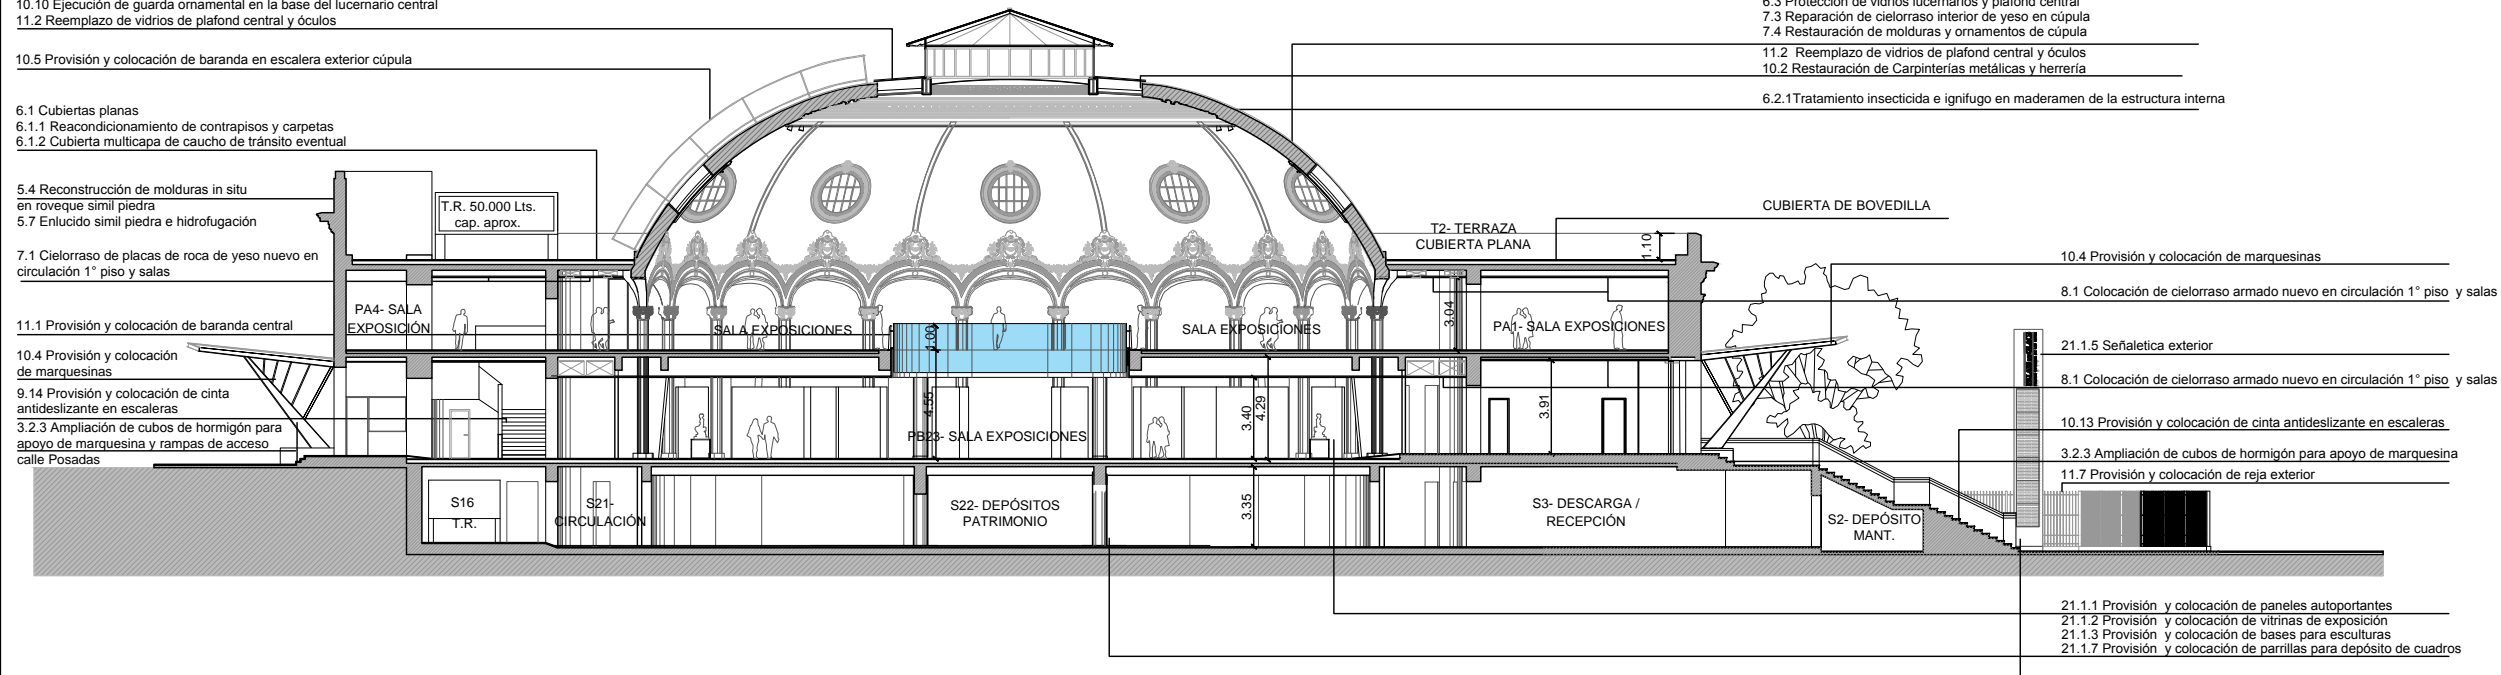 10.10 Ejecución de guarda ornamental en la base del lucernario central
11.2 Reemplazo de vidrios de plafond central y óculos
10.5 Provisión y colocación de baranda en escalera exterior cúpula
6.1 Cubiertas planas
6.1.1 Reacondicionamiento de contrapisos y carpetas
6.1.2 Cubierta multicapa de caucho de tránsito eventual
5.4 Reconstrucción de molduras in situ
en roveque simil piedra
5.7 Enlucido simil piedra e hidrofugación
7.1 Cielorraso de placas de roca de yeso nuevo en
circulación 1° piso y salas
11.1 Provisión y colocación de baranda central
10.4 Provisión y colocación
de marquesinas
9.14 Provisión y colocación de cinta
antideslizante en escaleras
3.2.3 Ampliación de cubos de hormigón para
apoyo de marquesina y rampas de acceso
calle Posadas
T.R. 50.000 Lts.
cap. aprox.
PA4- SALA
EXPOSICIÓN
SALA EXPOSICIONES
1.00
SALA EXPOSICIONES
3.04
PA1- SALA EXPOSICIONES
T2- TERRAZA
CUBIERTA PLANA
1.10
4.55
PB23- SALA EXPOSICIONES
3.40
4.29
3.91
S16
T.R.
S21-
CIRCULACIÓN
S22- DEPÓSITOS
PATRIMONIO
3.35
S3- DESCARGA /
RECEPCIÓN
S2- DEPÓSITO
MANT.
6.3 Protección de vidrios lucernarios y plafond central
7.3 Reparación de cielorraso interior de yeso en cúpula
7.4 Restauración de molduras y ornamentos de cúpula
11.2 Reemplazo de vidrios de plafond central y óculos
10.2 Restauración de Carpinterías metálicas y herrería
6.2.1Tratamiento insecticida e ignifugo en maderamen de la estructura interna
CUBIERTA DE BOVEDILLA
10.4 Provisión y colocación de marquesinas
8.1 Colocación de cielorraso armado nuevo en circulación 1° piso y salas
21.1.5 Señaletica exterior
8.1 Colocación de cielorraso armado nuevo en circulación 1° piso y salas
10.13 Provisión y colocación de cinta antideslizante en escaleras
3.2.3 Ampliación de cubos de hormigón para apoyo de marquesina
11.7 Provisión y colocación de reja exterior
21.1.1 Provisión y colocación de paneles autoportantes
21.1.2 Provisión y colocación de vitrinas de exposición
21.1.3 Provisión y colocación de bases para esculturas
21.1.7 Provisión y colocación de parrillas para depósito de cuadros